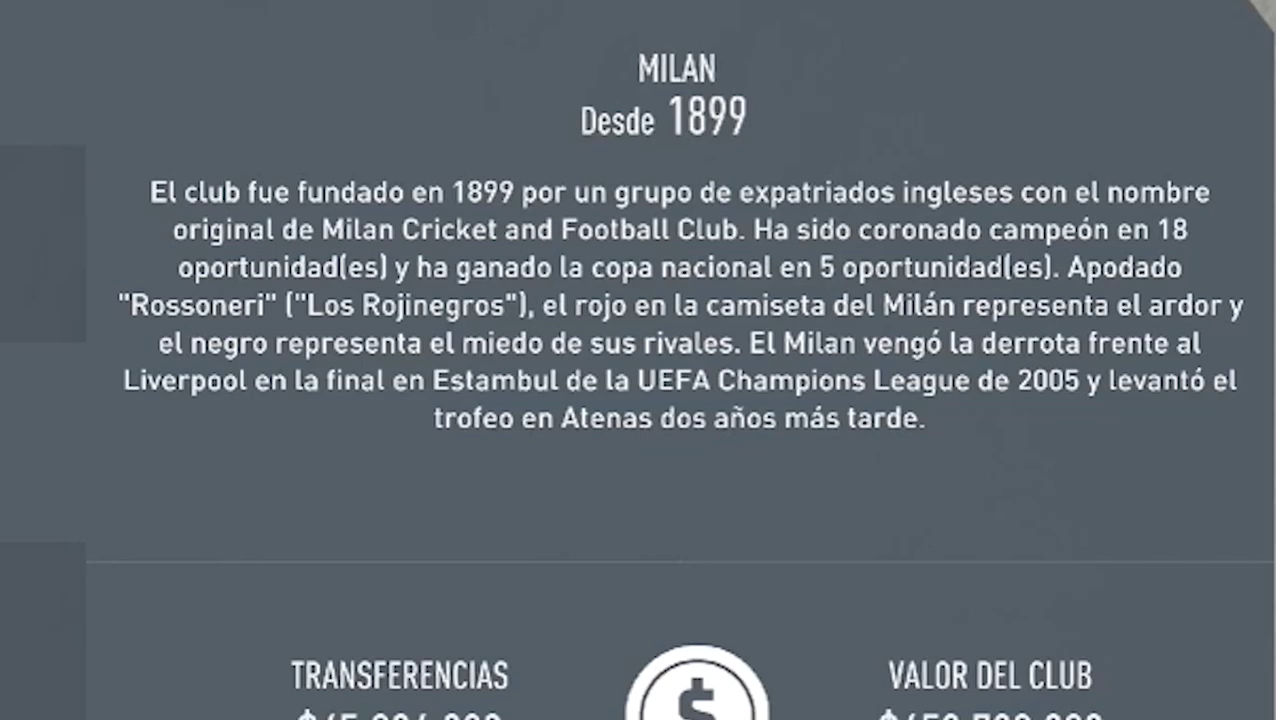 MILAN
Desde 1899
El club fue fundado en 1899 por un grupo de expatriados ingleses con el nombre
original de Milan Cricket and Football Club. Ha sido coronado campeón en 18
oportunidad(es) y ha ganado la copa nacional en 5 oportunidad(es). Apodado
"Rossoneri" ("Los Rojinegros"), el rojo en la camiseta del Milán representa el ardor y
el negro representa el miedo de sus rivales. El Milan vengó la derrota frente al
Liverpool en la final en Estambul de la UEFA Champions League de 2005 y levantó el
trofeo en Atenas dos años más tarde.
TRANSFERENCIAS
VALOR DEL CLUB
$